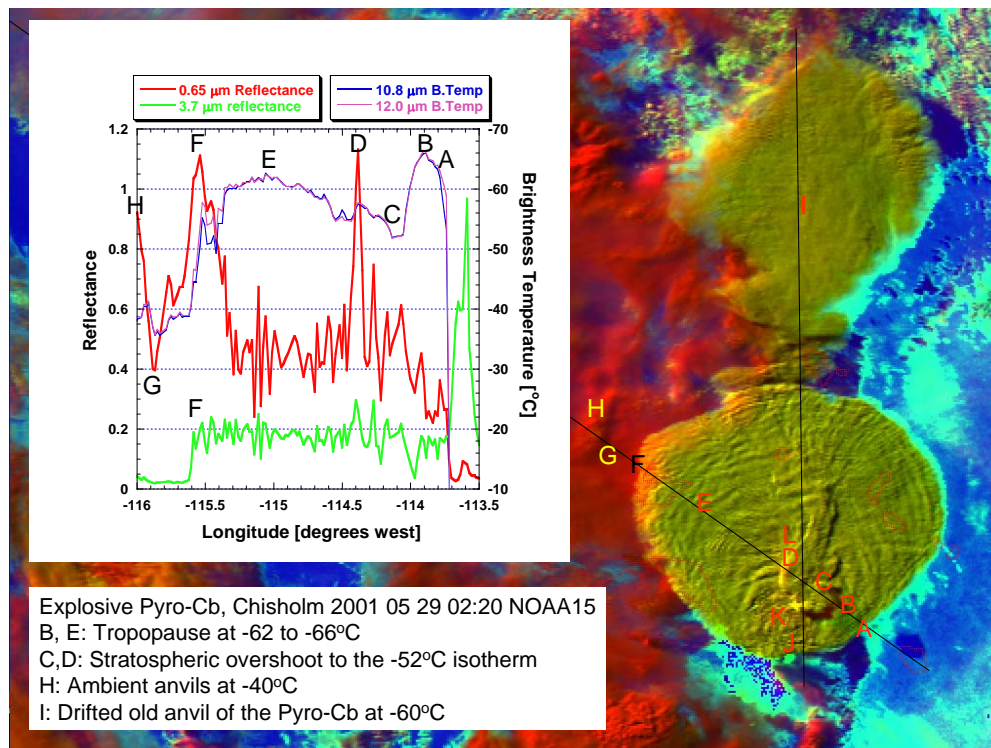 0.65 μm Reflectance
3.7 μm reflectance
10.8 μm B.Temp
12.0 μm B.Temp
1.2
1
0.8
0.6
0.4
0.2
0
Reflectance
-70
-60
-50
-40
-30
-20
-10
Brightness Temperature [°C]
-116
-115.5
-115
-114.5
-114
-113.5
Longitude [degrees west]
H
G
F
F
E
D
C
B
A
I
H
G
F
E
L
D
C
B
K
A
J
Explosive Pyro-Cb, Chisholm 2001 05 29 02:20 NOAA15
B, E: Tropopause at -62 to -66°C
C,D: Stratospheric overshoot to the -52°C isotherm
H: Ambient anvils at -40°C
I: Drifted old anvil of the Pyro-Cb at -60°C